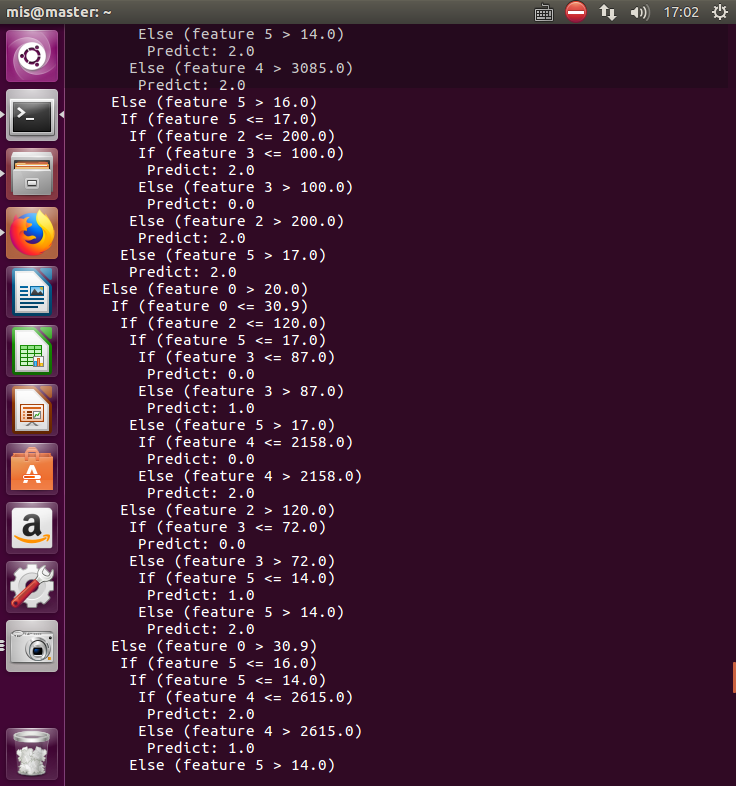 mis@master: ~
17:02
Else (feature 5 > 14.0)
Predict: 2.0
Else (feature 4 > 3085.0)
Predict: 2.0
Else (feature 5 > 16.0)
If (feature 5 <= 17.0)
If (feature 2 <= 200.0)
If (feature 3 <= 100.0)
Predict: 2.0
Else (feature 3 > 100.0)
Predict: 0.0
Else (feature 2 > 200.0)
Predict: 2.0
Else (feature 5 > 17.0)
Predict: 2.0
Else (feature 0 > 20.0)
If (feature 0 <= 30.9)
If (feature 2 <= 120.0)
If (feature 5 <= 17.0)
If (feature 3 <= 87.0)
Predict: 0.0
Else (feature 3 > 87.0)
Predict: 1.0
Else (feature 5 > 17.0)
If (feature 4 <= 2158.0)
Predict: 0.0
Else (feature 4 > 2158.0)
Predict: 2.0
Else (feature 2 > 120.0)
If (feature 3 <= 72.0)
Predict: 0.0
Else (feature 3 > 72.0)
If (feature 5 <= 14.0)
Predict: 1.0
Else (feature 5 > 14.0)
Predict: 2.0
Else (feature 0 > 30.9)
If (feature 5 <= 16.0)
If (feature 5 <= 14.0)
If (feature 4 <= 2615.0)
Predict: 2.0
Else (feature 4 > 2615.0)
Predict: 1.0
Else (feature 5 > 14.0)